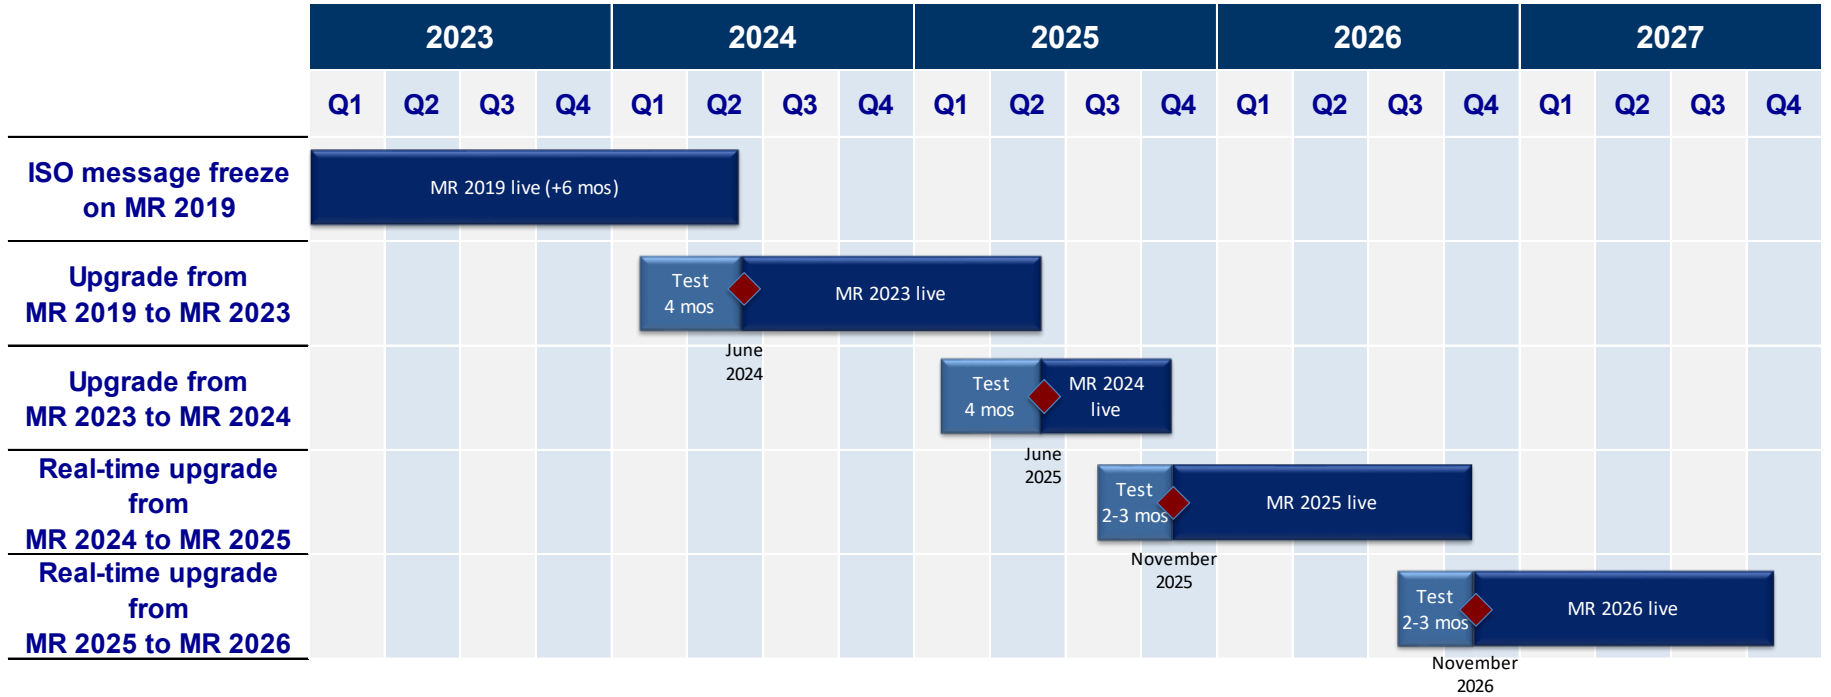 2023 2024 2025 2026 2027
Q1 Q2 Q3 Q4 Q1 Q2 Q3 Q4 Q1 Q2 Q3 Q4 Q1 Q2 Q3 Q4 Q1 Q2 Q3 Q4
ISO message freeze
on MR 2019
MR 2019 live (+6 mos)
Upgrade from
MR 2019 to MR 2023
Test
4 mos
MR 2023 live
June
2024
Upgrade from
MR 2023 to MR 2024
Test
4 mos
MR 2024
live
June
2025
Real-time upgrade
from
MR 2024 to MR 2025
Test
2-3 mos
MR 2025 live
November
2025
Real-time upgrade
from
MR 2025 to MR 2026
Test
2-3 mos
MR 2026 live
November
2026